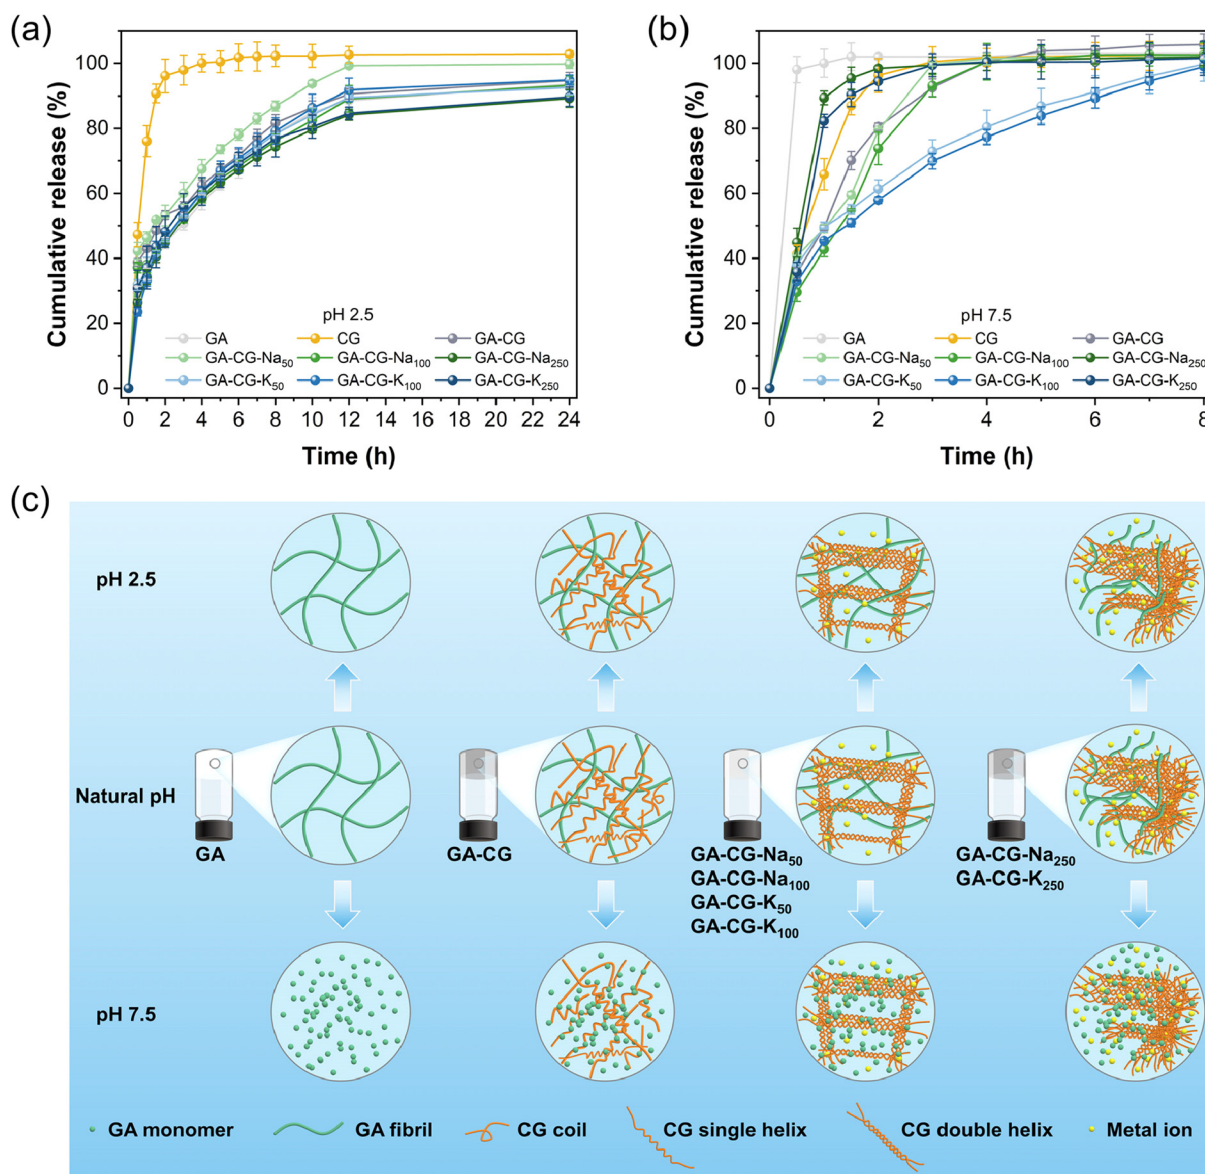 (a)
Cumulative release (%)
100
80
60
40
20
0
pH 2.5
GA CG GA-CG
GA-CG-Na₅₀ GA-CG-Na₁₀₀ GA-CG-Na₂₅₀
GA-CG-K₅₀ GA-CG-K₁₀₀ GA-CG-K₂₅₀
0 2 4 6 8 10 12 14 16 18 20 22 24
Time (h)
(b)
Cumulative release (%)
100
80
60
40
20
0
pH 7.5
GA CG GA-CG
GA-CG-Na₅₀ GA-CG-Na₁₀₀ GA-CG-Na₂₅₀
GA-CG-K₅₀ GA-CG-K₁₀₀ GA-CG-K₂₅₀
0 2 4 6 8
Time (h)
(c)
pH 2.5
Natural pH
GA
GA-CG
GA-CG-Na₅₀
GA-CG-Na₁₀₀
GA-CG-K₅₀
GA-CG-K₁₀₀
GA-CG-Na₂₅₀
GA-CG-K₂₅₀
pH 7.5
GA monomer GA fibril CG coil CG single helix CG double helix Metal ion